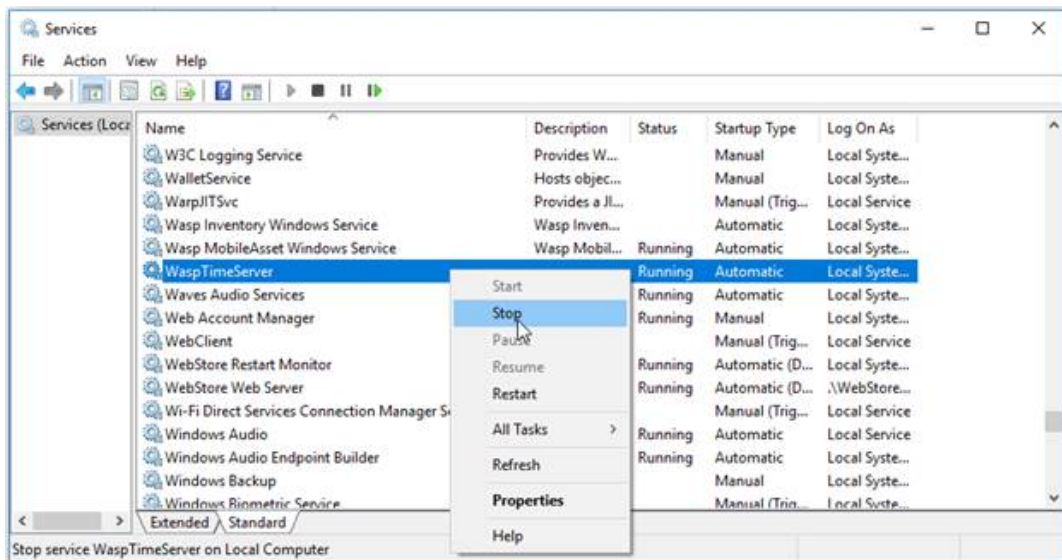 Services
File Action View Help
Services (Loca
Name Description Status Startup Type Log On As
W3C Logging Service Provides W... Manual Local Syste...
WalletService Hosts objec... Manual Local Syste...
WarpJITSvc Provides a JI... Manual (Trig... Local Service
Wasp Inventory Windows Service Wasp Inven... Automatic Local Syste...
Wasp MobileAsset Windows Service Wasp Mobil... Running Automatic Local Syste...
WaspTimeServer Running Automatic Local Syste...
Waves Audio Services Running Automatic Local Syste...
Web Account Manager Running Manual Local Syste...
WebClient Manual (Trig... Local Service
WebStore Restart Monitor Running Automatic (D... Local Syste...
WebStore Web Server Running Automatic (D... .\WebStore...
Wi-Fi Direct Services Connection Manager Se Manual (Trig... Local Service
Windows Audio Running Automatic Local Service
Windows Audio Endpoint Builder Running Automatic Local Syste...
Windows Backup Manual Local Syste...
Windows Biometric Service Manual (Trig... Local Syste...
Start
Stop
Pause
Resume
Restart
All Tasks
Refresh
Properties
Help
Extended Standard
Stop service WaspTimeServer on Local Computer